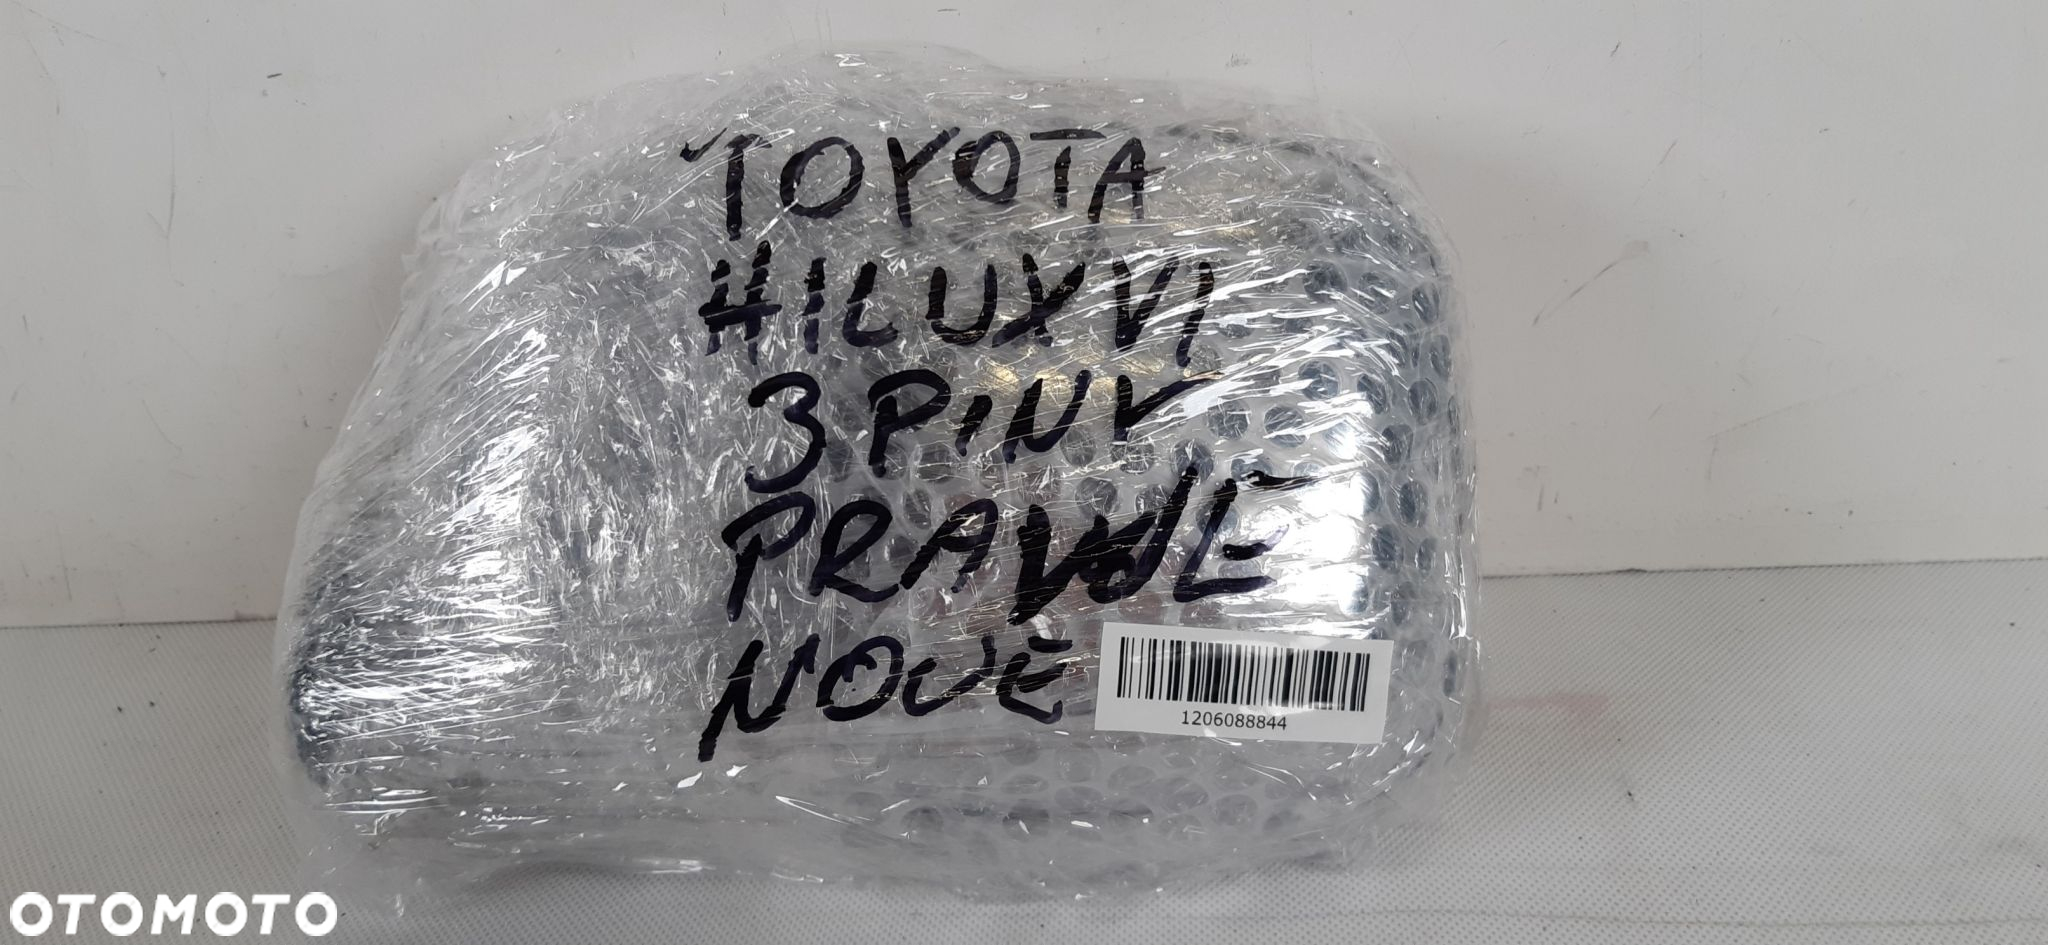 TOYOTA
HILUX VI
3 PINY
PRAWE
NOWE
1206088844
OTOMOTO